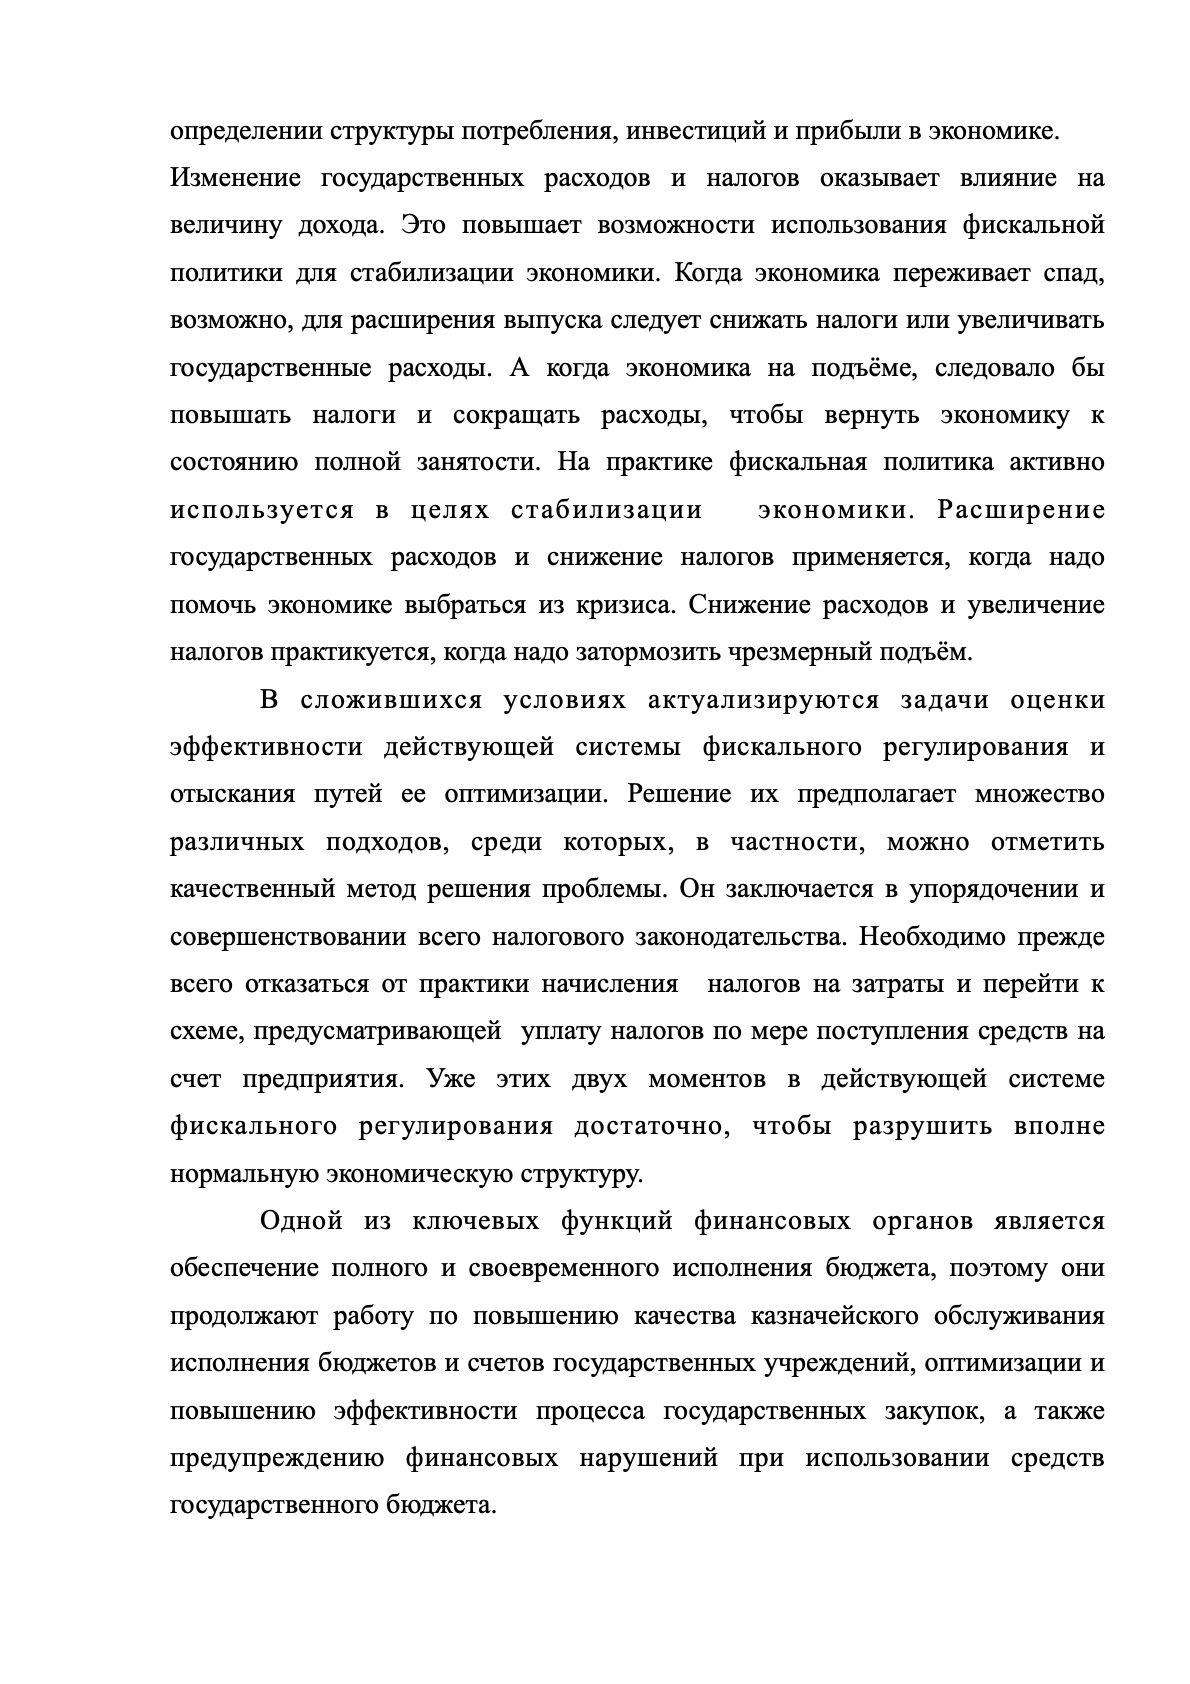 определении структуры потребления, инвестиций и прибыли в экономике.
Изменение государственных расходов и налогов оказывает влияние на
величину дохода. Это повышает возможности использования фискальной
политики для стабилизации экономики. Когда экономика переживает спад,
возможно, для расширения выпуска следует снижать налоги или увеличивать
государственные расходы. А когда экономика на подъёме, следовало бы
повышать налоги и сокращать расходы, чтобы вернуть экономику к
состоянию полной занятости. На практике фискальная политика активно
используется в целях стабилизации экономики. Расширение
государственных расходов и снижение налогов применяется, когда надо
помочь экономике выбраться из кризиса. Снижение расходов и увеличение
налогов практикуется, когда надо затормозить чрезмерный подъём.
В сложившихся условиях актуализируются задачи оценки
эффективности действующей системы фискального регулирования и
отыскания путей ее оптимизации. Решение их предполагает множество
различных подходов, среди которых, в частности, можно отметить
качественный метод решения проблемы. Он заключается в упорядочении и
совершенствовании всего налогового законодательства. Необходимо прежде
всего отказаться от практики начисления налогов на затраты и перейти к
схеме, предусматривающей уплату налогов по мере поступления средств на
счет предприятия. Уже этих двух моментов в действующей системе
фискального регулирования достаточно, чтобы разрушить вполне
нормальную экономическую структуру.
Одной из ключевых функций финансовых органов является
обеспечение полного и своевременного исполнения бюджета, поэтому они
продолжают работу по повышению качества казначейского обслуживания
исполнения бюджетов и счетов государственных учреждений, оптимизации и
повышению эффективности процесса государственных закупок, а также
предупреждению финансовых нарушений при использовании средств
государственного бюджета.